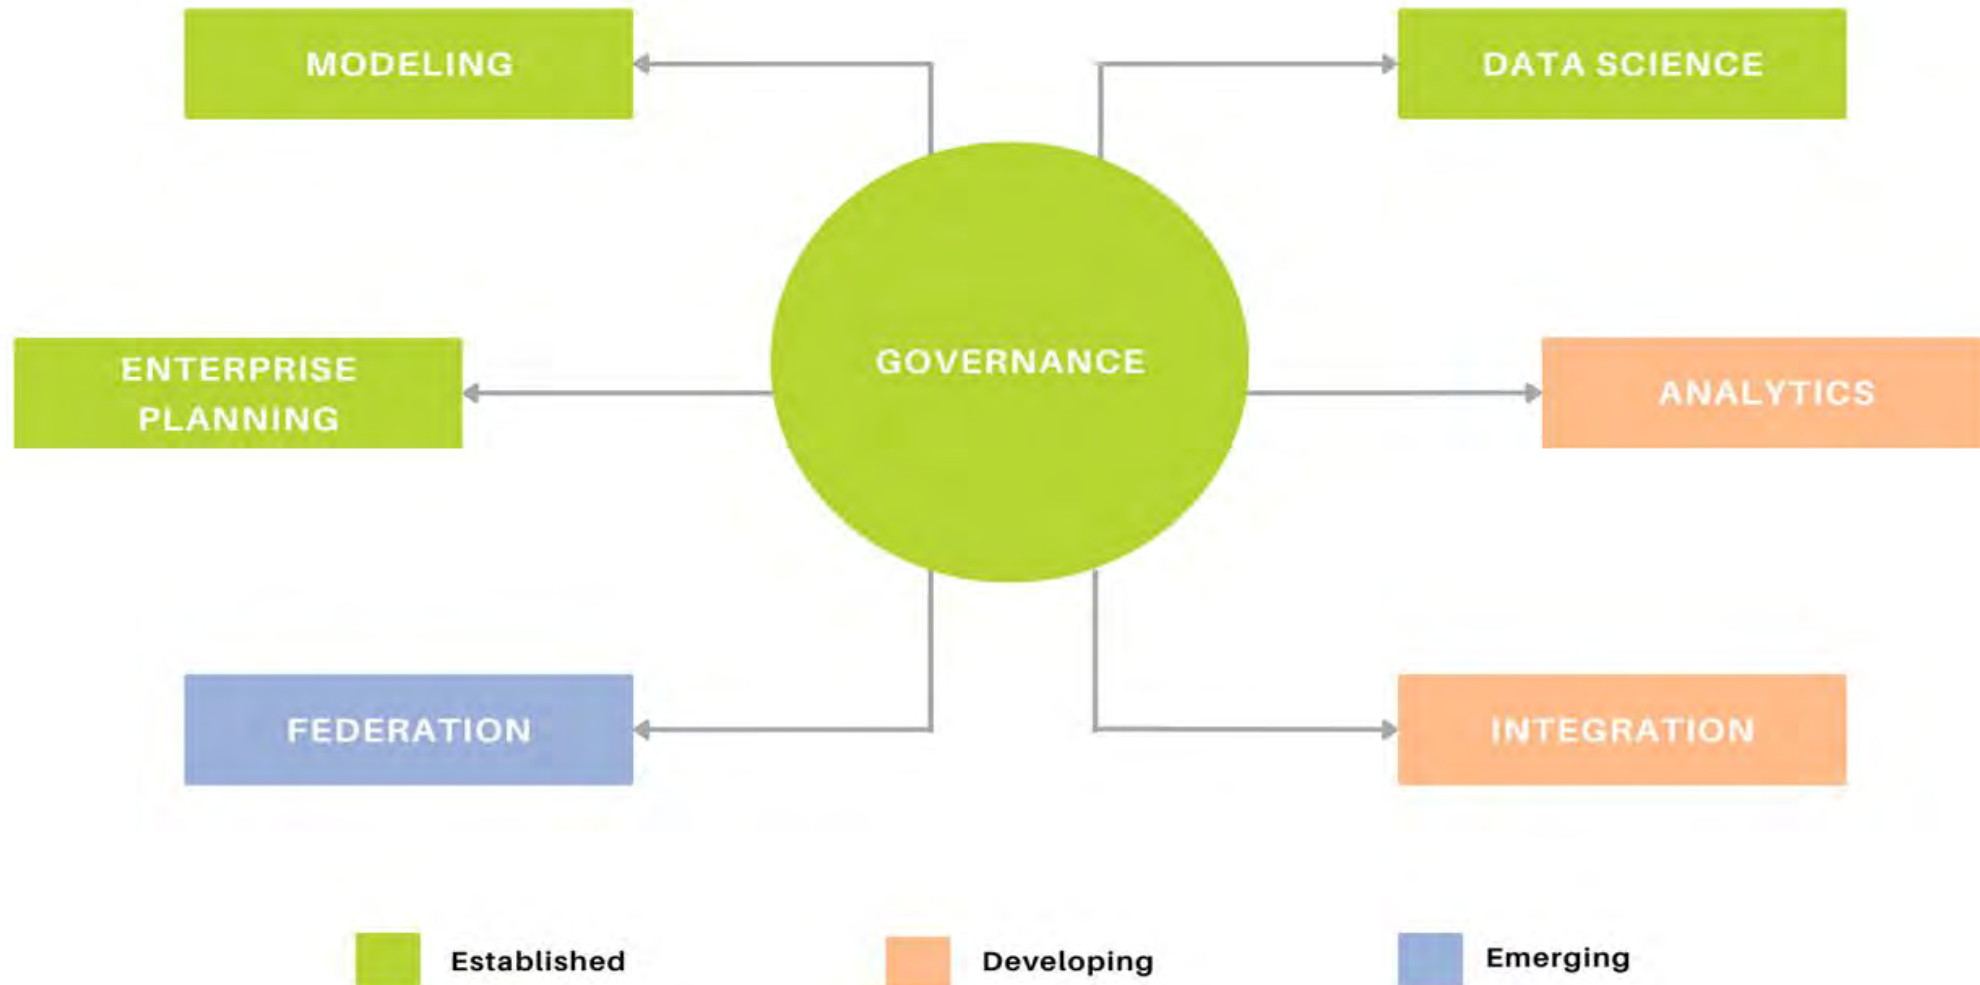 MODELING
DATA SCIENCE
GOVERNANCE
ENTERPRISE
PLANNING
ANALYTICS
FEDERATION
INTEGRATION
Established
Developing
Emerging